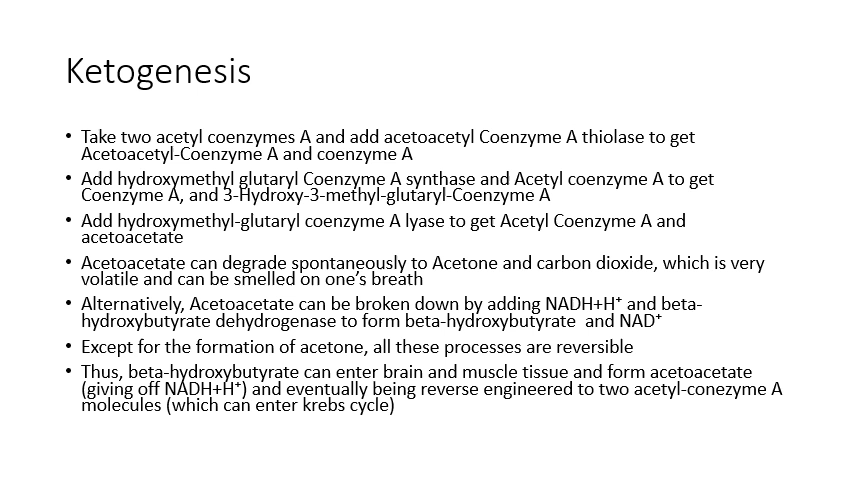 Ketogenesis
• Take two acetyl coenzymes A and add acetoacetyl Coenzyme A thiolase to get
Acetoacetyl-Coenzyme A and coenzyme A
• Add hydroxymethyl glutaryl Coenzyme A synthase and Acetyl coenzyme A to get
Coenzyme A, and 3-Hydroxy-3-methyl-glutaryl-Coenzyme A
• Add hydroxymethyl-glutaryl coenzyme A lyase to get Acetyl Coenzyme A and
acetoacetate
• Acetoacetate can degrade spontaneously to Acetone and carbon dioxide, which is very
volatile and can be smelled on one’s breath
• Alternatively, Acetoacetate can be broken down by adding NADH+H⁺ and beta-
hydroxybutyrate dehydrogenase to form beta-hydroxybutyrate and NAD⁺
• Except for the formation of acetone, all these processes are reversible
• Thus, beta-hydroxybutyrate can enter brain and muscle tissue and form acetoacetate
(giving off NADH+H⁺) and eventually being reverse engineered to two acetyl-conezyme A
molecules (which can enter krebs cycle)